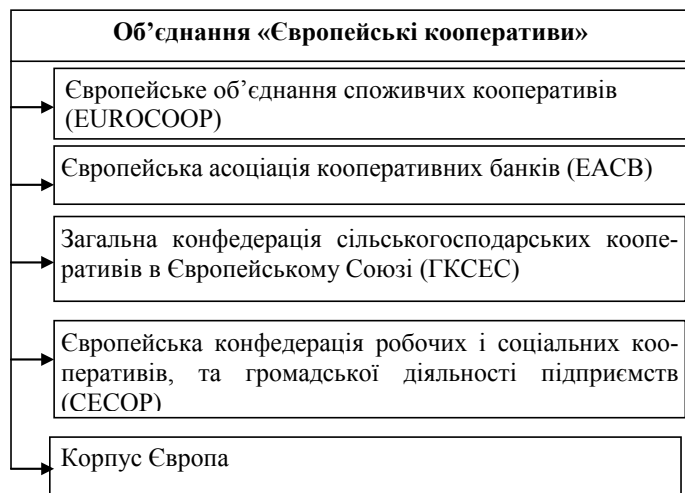 Об’єднання «Європейські кооперативи»
Європейське об’єднання споживчих кооперативів
(EUROCOOP)
Європейська асоціація кооперативних банків (EACB)
Загальна конфедерація сільськогосподарських коопе-
ративів в Європейському Союзі (ГКСЕС)
Європейська конфедерація робочих і соціальних коо-
перативів, та громадської діяльності підприємств
(CECOP)
Корпус Європа